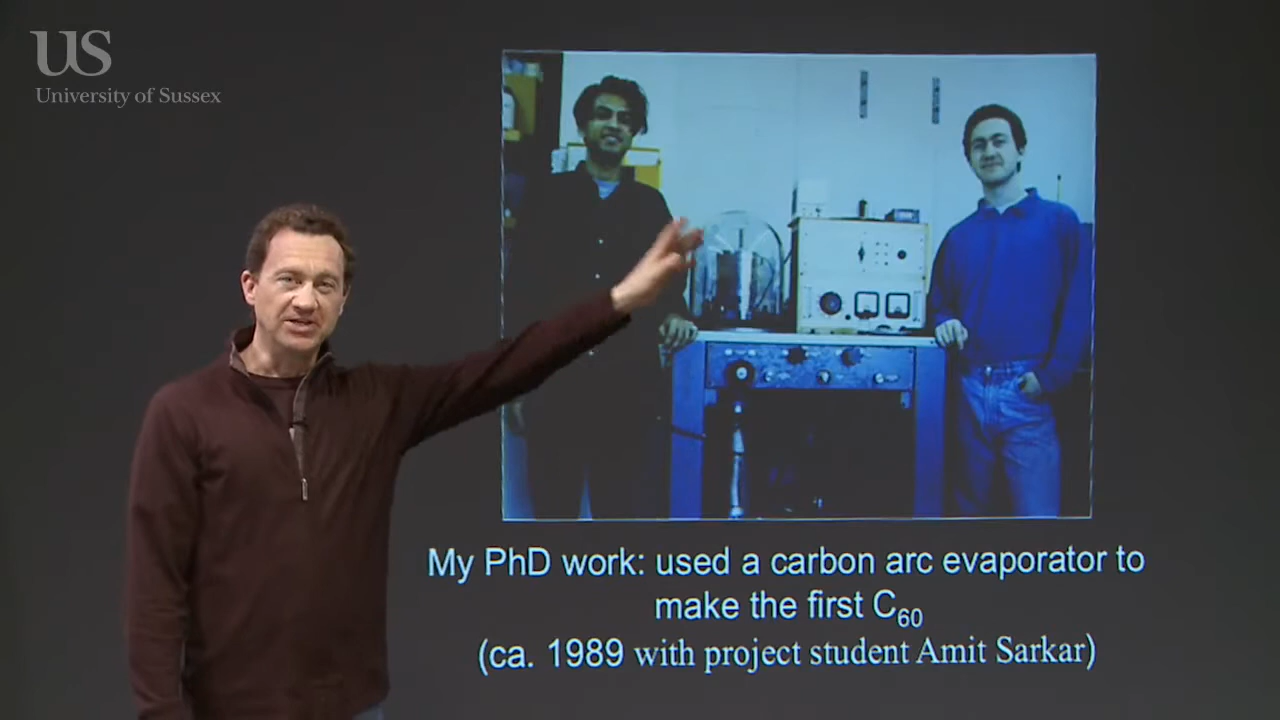 US
University of Sussex
My PhD work: used a carbon arc evaporator to
make the first C₆₀
(ca. 1989 with project student Amit Sarkar)